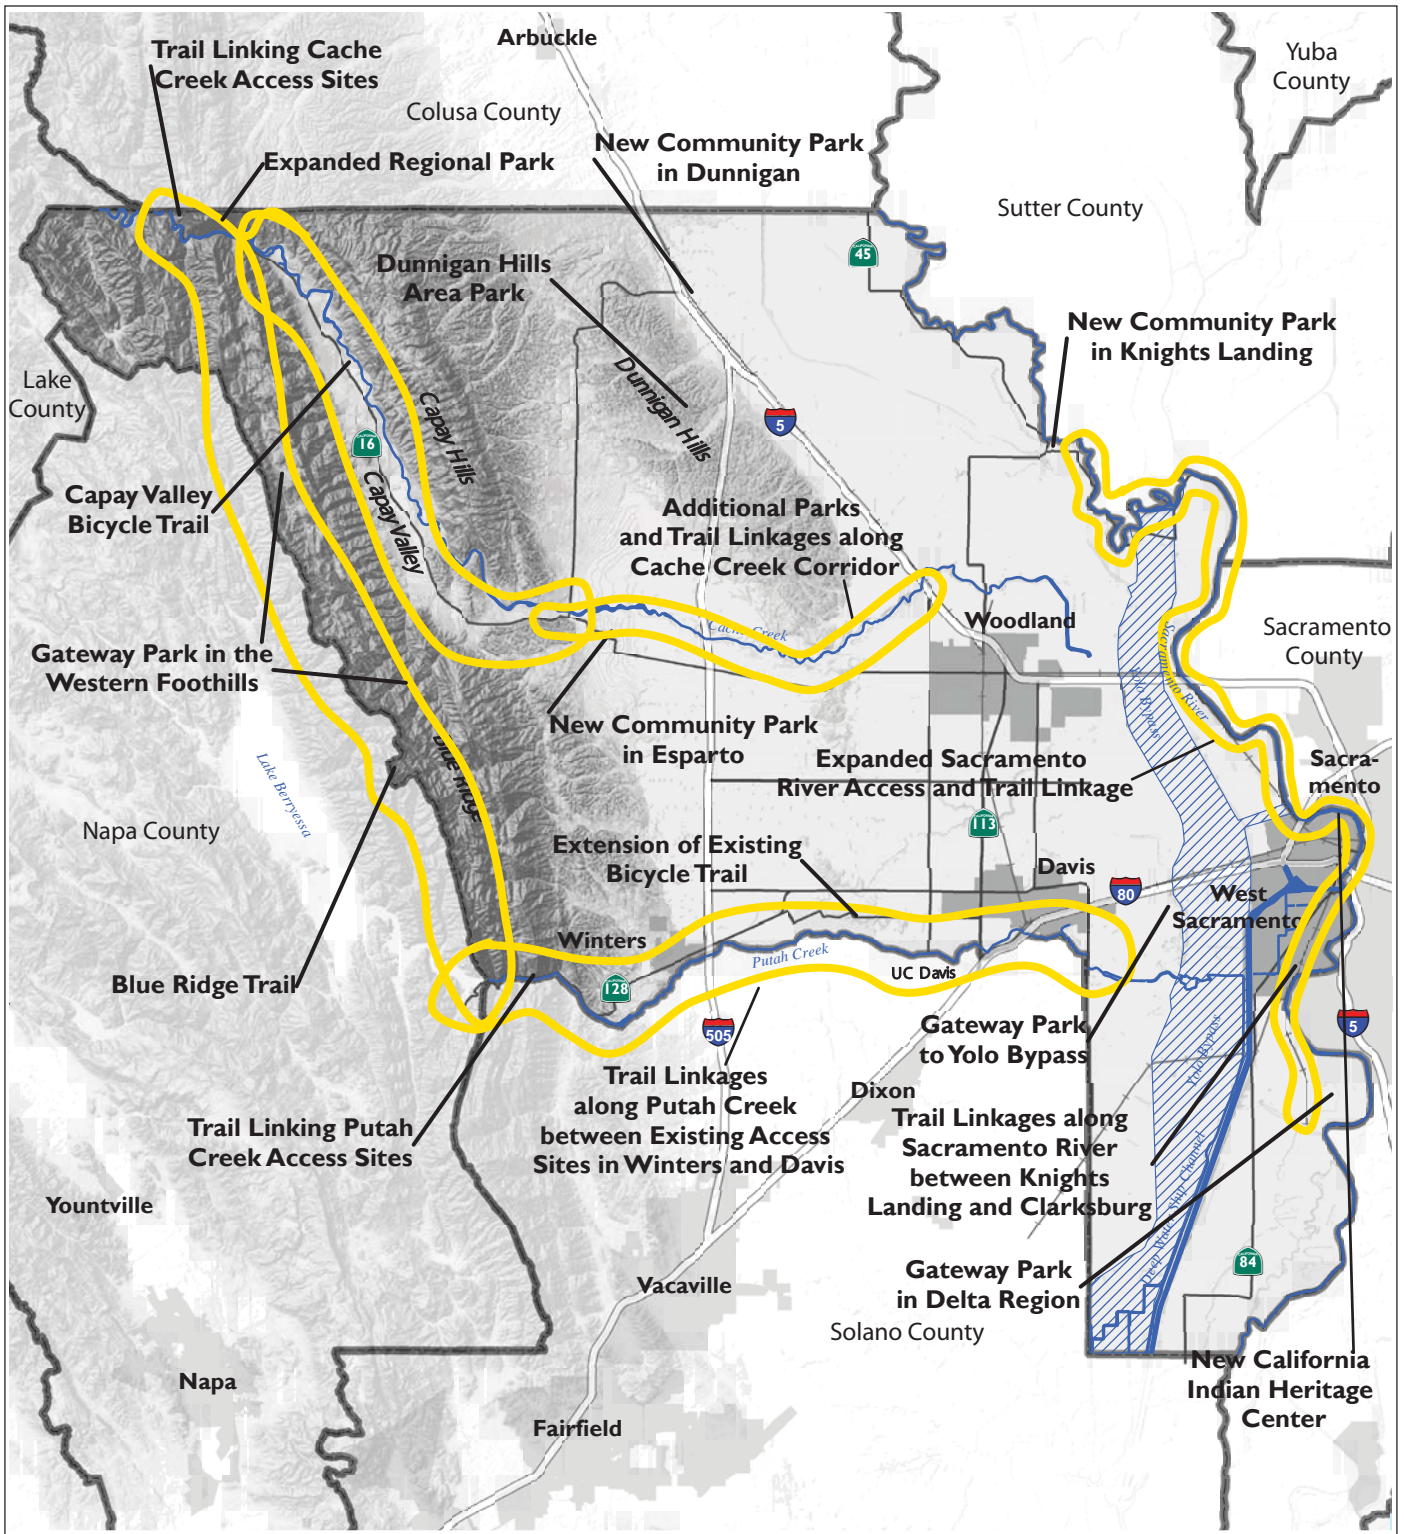 Arbuckle
Trail Linking Cache
Creek Access Sites
Yuba
County
Colusa County
New Community Park
in Dunnigan
Expanded Regional Park
Sutter County
CALIFORNIA
45
Dunnigan Hills
Area Park
New Community Park
in Knights Landing
Lake
County
Dunnigan Hills
Capay Hills
5
CALIFORNIA
16
Capay Valley
Capay Valley
Bicycle Trail
Additional Parks
and Trail Linkages along
Cache Creek Corridor
Cache Creek
Woodland
Sacramento
County
Sacramento River
Yolo Bypass
Gateway Park in the
Western Foothills
New Community Park
in Esparto
Blue Ridge
Expanded Sacramento
River Access and Trail Linkage
Sacra-
mento
Lake Berryessa
Napa County
CALIFORNIA
113
Extension of Existing
Bicycle Trail
Davis
80
West
Sacramento
Winters
Putah Creek
UC Davis
Blue Ridge Trail
CALIFORNIA
128
505
5
Gateway Park
to Yolo Bypass
Yolo Bypass
Trail Linkages
along Putah Creek
between Existing Access
Sites in Winters and Davis
Dixon
Trail Linkages along
Sacramento River
between Knights
Landing and Clarksburg
Trail Linking Putah
Creek Access Sites
Deep Water Ship Channel
Yountville
CALIFORNIA
84
Vacaville
Gateway Park
in Delta Region
Solano County
New California
Indian Heritage
Center
Napa
Fairfield